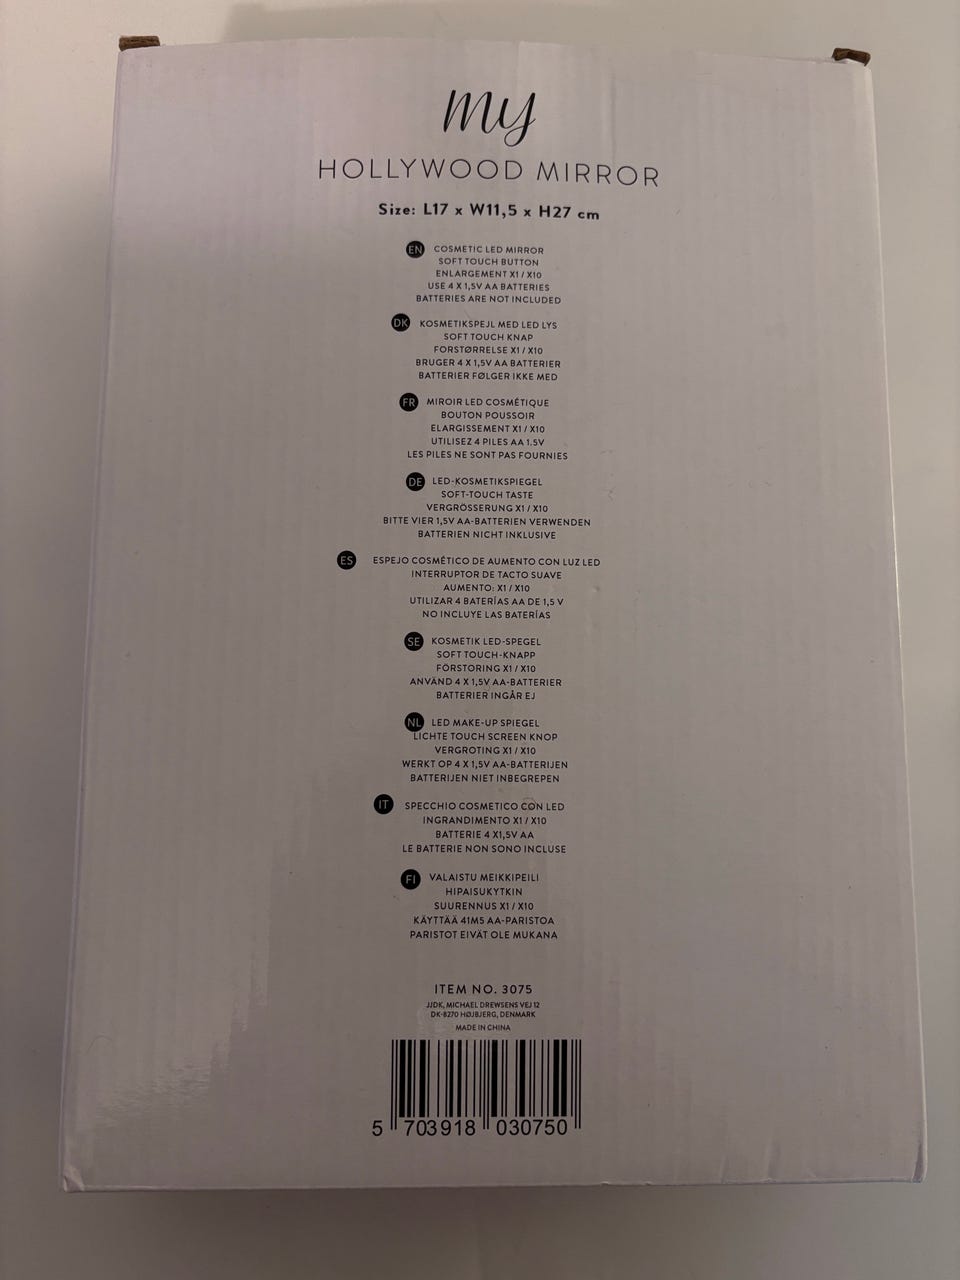 my
HOLLYWOOD MIRROR
Size: L17 x W11,5 x H27 cm
EN COSMETIC LED MIRROR
SOFT TOUCH BUTTON
ENLARGEMENT X1 / X10
USE 4 X 1,5V AA BATTERIES
BATTERIES ARE NOT INCLUDED
DK KOSMETIKSPEJL MED LED LYS
SOFT TOUCH KNAP
FORSTØRRELSE X1 / X10
BRUGER 4 X 1,5V AA BATTERIER
BATTERIER FØLGER IKKE MED
FR MIROIR LED COSMÉTIQUE
BOUTON POUSSOIR
ELARGISSEMENT X1 / X10
UTILISEZ 4 PILES AA 1.5V
LES PILES NE SONT PAS FOURNIES
DE LED-KOSMETIKSPIEGEL
SOFT-TOUCH TASTE
VERGRÖSSERUNG X1 / X10
BITTE VIER 1,5V AA-BATTERIEN VERWENDEN
BATTERIEN NICHT INKLUSIVE
ES ESPEJO COSMÉTICO DE AUMENTO CON LUZ LED
INTERRUPTOR DE TACTO SUAVE
AUMENTO: X1 / X10
UTILIZAR 4 BATERÍAS AA DE 1,5 V
NO INCLUYE LAS BATERÍAS
SE KOSMETIK LED-SPEGEL
SOFT TOUCH-KNAPP
FÖRSTORING X1 / X10
ANVÄND 4 X 1,5V AA-BATTERIER
BATTERIER INGÅR EJ
NL LED MAKE-UP SPIEGEL
LICHTE TOUCH SCREEN KNOP
VERGROTING X1 / X10
WERKT OP 4 X 1,5V AA-BATTERIJEN
BATTERIJEN NIET INBEGREPEN
IT SPECCHIO COSMETICO CON LED
INGRANDIMENTO X1 / X10
BATTERIE 4 X1,5V AA
LE BATTERIE NON SONO INCLUSE
FI VALAISTU MEIKKIPEILI
HIPAISUKYTKIN
SUURENNUS X1 / X10
KÄYTTÄÄ 41M5 AA-PARISTOA
PARISTOT EIVÄT OLE MUKANA
ITEM NO. 3075
JJDK, MICHAEL DREWSENS VEJ 12
DK-8270 HØJBJERG, DENMARK
MADE IN CHINA
5 703918 030750